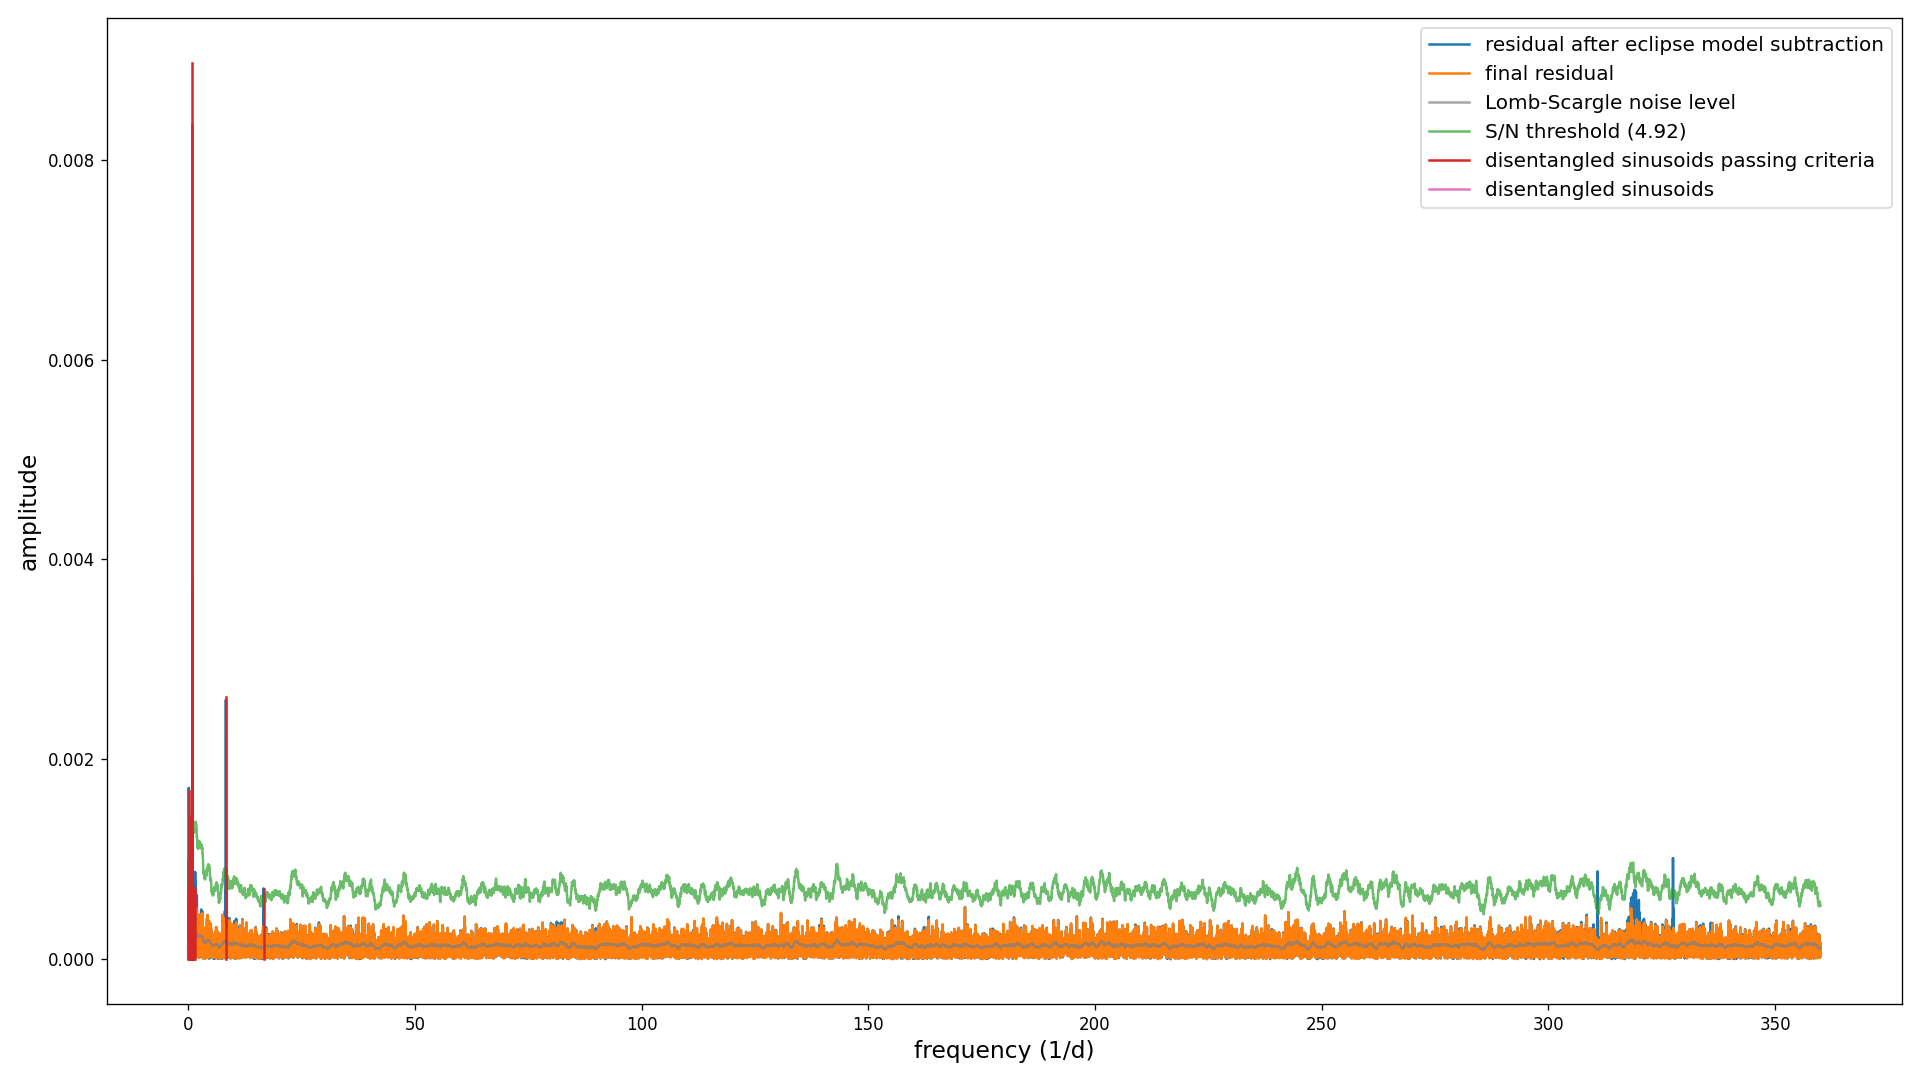 residual after eclipse model subtraction
final residual
Lomb-Scargle noise level
S/N threshold (4.92)
disentangled sinusoids passing criteria
disentangled sinusoids
0.008
0.006
0.004
0.002
0.000
amplitude
0 50 100 150 200 250 300 350
frequency (1/d)